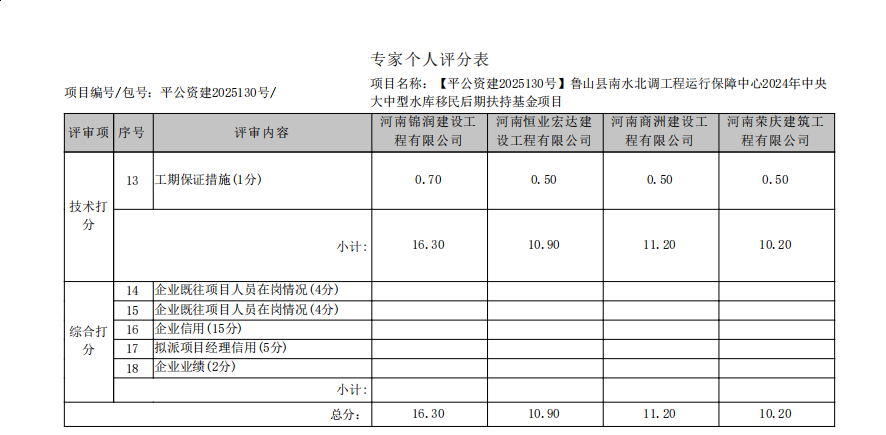 专家个人评分表
项目编号/包号：平公资建2025130号/
项目名称：【平公资建2025130号】鲁山县南水北调工程运行保障中心2024年中央
大中型水库移民后期扶持基金项目
评审项 序号 评审内容 河南锦润建设工 河南恒业宏达建 河南商洲建设工 河南荣庆建筑工
程有限公司 设工程有限公司 程有限公司 程有限公司
技术打
分
13 工期保证措施(1分) 0.70 0.50 0.50 0.50
小计: 16.30 10.90 11.20 10.20
综合打
分
14 企业既往项目人员在岗情况(4分)
15 企业既往项目人员在岗情况(4分)
16 企业信用(15分)
17 拟派项目经理信用(5分)
18 企业业绩(2分)
小计:
总分: 16.30 10.90 11.20 10.20